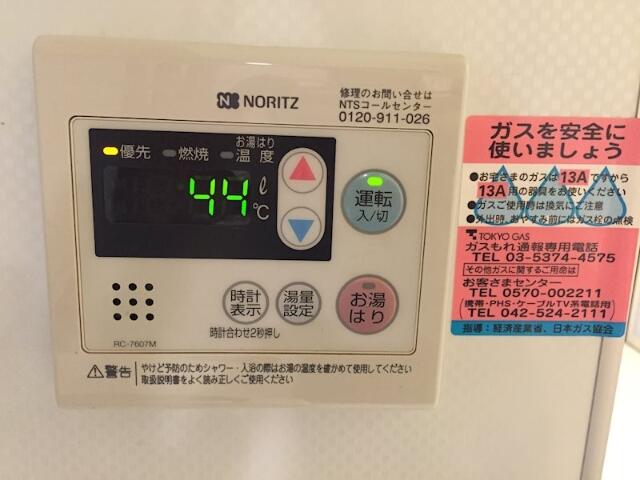 NORITZ
修理のお問い合せは
NTSコールセンター
0120-911-026
優先
燃焼
お湯はり
温度
44
ℓ
℃
運転
入/切
時計
表示
湯量
設定
お湯
はり
時計合わせ2秒押し
RC-7607M
⚠警告
やけど予防のためシャワー・入浴の際はお湯の温度を確かめて使用してください
取扱説明書をよく読み正しくご使用ください
ガスを安全に
使いましょう
●お宅さまのガスは13Aですから
13A用の器具をお使いください
●ガスご使用時は換気にご注意
●外出時、おやすみ前にはガス栓の点検
TOKYO GAS
ガスもれ通報専用電話
TEL 03-5374-4575
その他ガスに関するご用命は
お客さまセンター
TEL 0570-002211
(携帯・PHS・ケーブルTV系電話用)
TEL 042-524-2111
指導:経済産業省、日本ガス協会